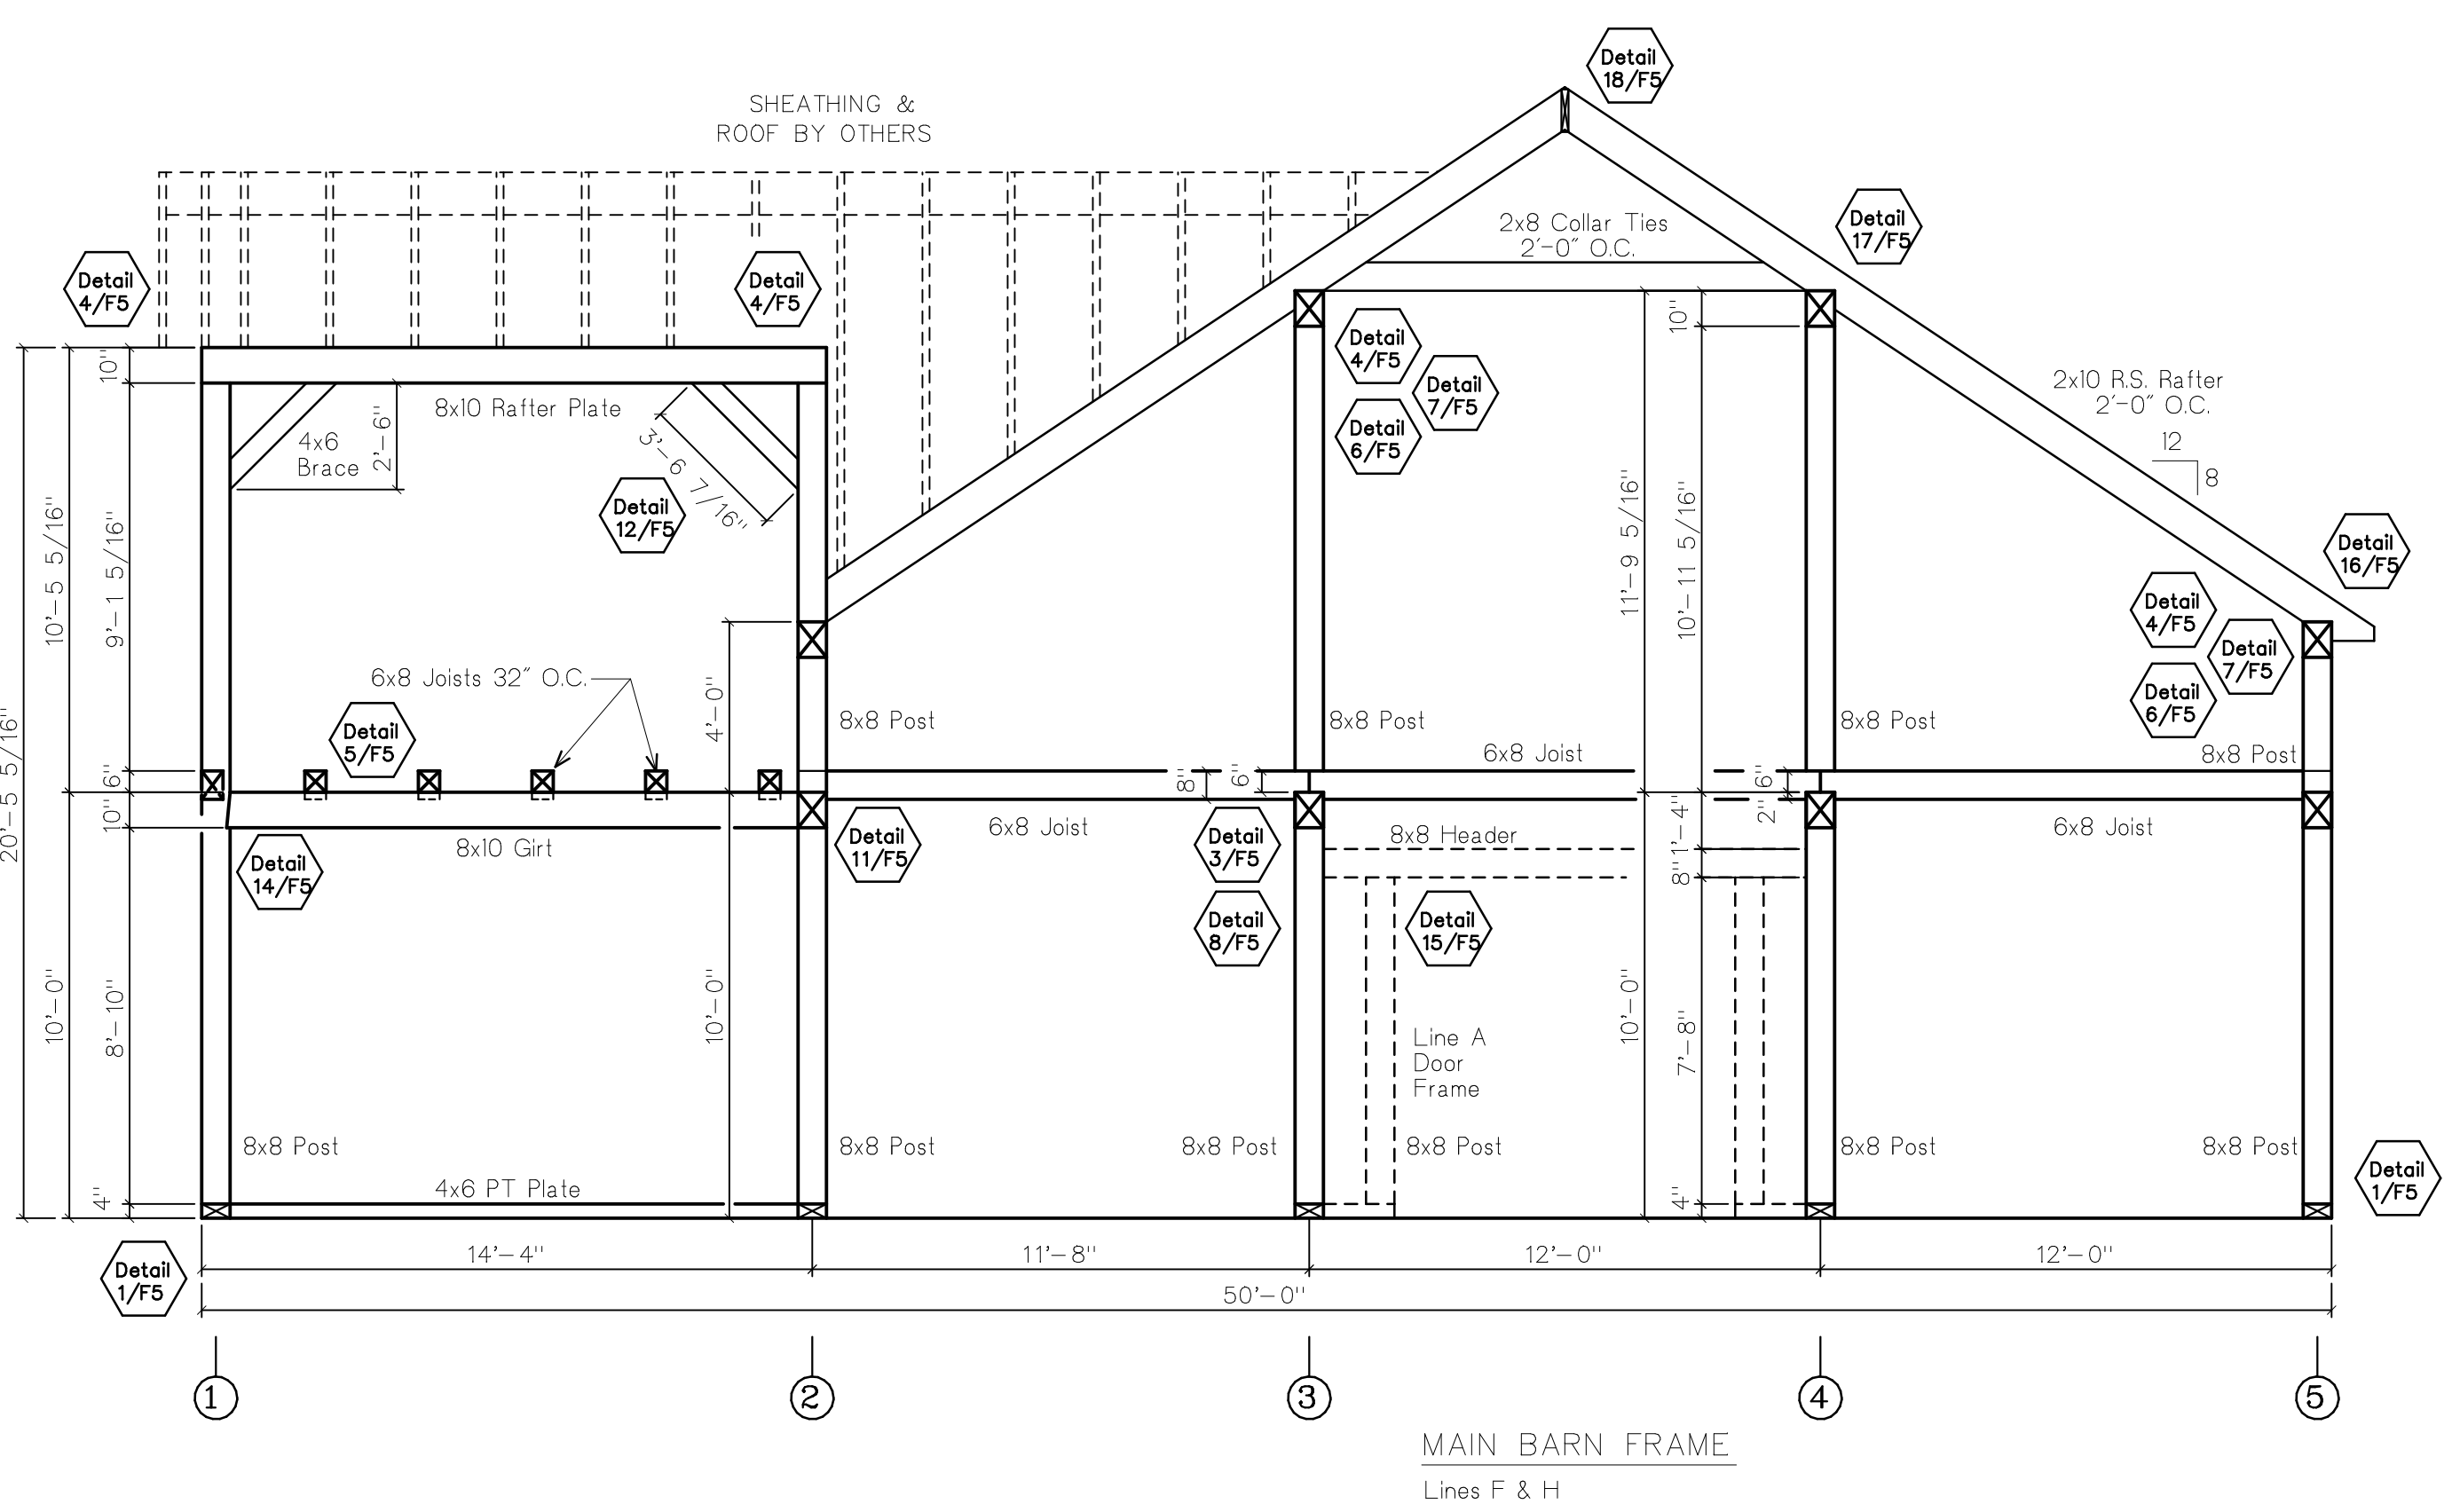 Detail
18/F5
SHEATHING &
ROOF BY OTHERS
Detail
17/F5
2x8 Collar Ties
2'-0" O.C.
Detail
4/F5
Detail
4/F5
10"
10"
Detail
4/F5
Detail
7/F5
Detail
6/F5
2x10 R.S. Rafter
2'-0" O.C.
12
8
8x10 Rafter Plate
4x6
Brace
2'-6"
3'-6 7/16"
Detail
12/F5
Detail
16/F5
10'-5 5/16"
9'-1 5/16"
11'-9 5/16"
10'-11 5/16"
Detail
4/F5
Detail
7/F5
Detail
6/F5
6x8 Joists 32" O.C.
Detail
5/F5
4'-0"
8x8 Post
8x8 Post
8x8 Post
8x8 Post
6x8 Joist
20'-5 5/16"
6"
10"
8"
6"
6"
2"
1'-4"
8"
6x8 Joist
8x8 Header
6x8 Joist
8x10 Girt
Detail
14/F5
Detail
11/F5
Detail
3/F5
Detail
8/F5
Detail
15/F5
10'-0"
8'-10"
10'-0"
10'-0"
7'-8"
Line A
Door
Frame
8x8 Post
8x8 Post
8x8 Post
8x8 Post
8x8 Post
8x8 Post
4x6 PT Plate
4"
4"
Detail
1/F5
Detail
1/F5
14'-4"
11'-8"
12'-0"
12'-0"
50'-0"
1
2
3
4
5
MAIN BARN FRAME
Lines F & H